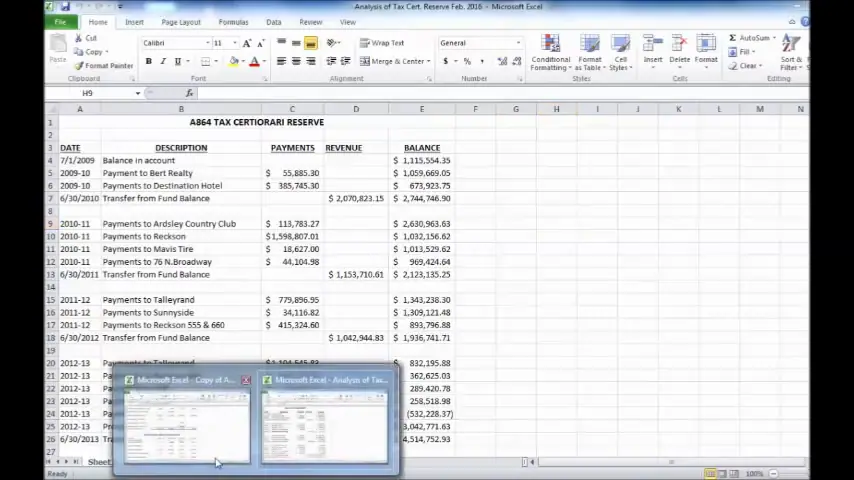 Analysis of Tax Cert. Reserve Feb. 2016 - Microsoft Excel
File Home Insert Page Layout Formulas Data Review View
Cut
Copy
Format Painter
Paste
Clipboard
Calibri 11
B I U
Font
Wrap Text
Merge & Center
Alignment
General
$ % ,
Number
Conditional Formatting
Format as Table
Cell Styles
Styles
Insert Delete Format
Cells
AutoSum
Fill
Clear
Sort &
Filter
H9 fx
A B C D E F G H I J K L M N
1 A864 TAX CERTIORARI RESERVE
2
3 DATE DESCRIPTION PAYMENTS REVENUE BALANCE
4 7/1/2009 Balance in account $ 1,115,554.35
5 2009-10 Payment to Bert Realty $ 55,885.30 $ 1,059,669.05
6 2009-10 Payments to Destination Hotel $ 385,745.30 $ 673,923.75
7 6/30/2010 Transfer from Fund Balance $ 2,070,823.15 $ 2,744,746.90
8
9 2010-11 Payments to Ardsley Country Club $ 113,783.27 $ 2,630,963.63
10 2010-11 Payments to Reckson $1,598,807.01 $ 1,032,156.62
11 2010-11 Payments to Mavis Tire $ 18,627.00 $ 1,013,529.62
12 2010-11 Payments to 76 N.Broadway $ 44,104.98 $ 969,424.64
13 6/30/2011 Transfer from Fund Balance $ 1,153,710.61 $ 2,123,135.25
14
15 2011-12 Payments to Talleyrand $ 779,896.95 $ 1,343,238.30
16 2011-12 Payments to Sunnyside $ 34,116.82 $ 1,309,121.48
17 2011-12 Payments to Reckson 555 & 660 $ 415,324.60 $ 893,796.88
18 6/30/2012 Transfer from Fund Balance $ 1,042,944.83 $ 1,936,741.71
19
20 2012-13 Payments to Talleyrand 832,195.88
21 2012-13 362,625.03
22 2012-13 289,420.78
23 2012-13 258,518.98
24 2012-13 (532,228.37)
25 2012-13 3,042,771.63
26 6/30/2013 4,514,752.93
27
Microsoft Excel - Copy of A...
Microsoft Excel - Analysis of Tax...
Sheet
Ready 100%